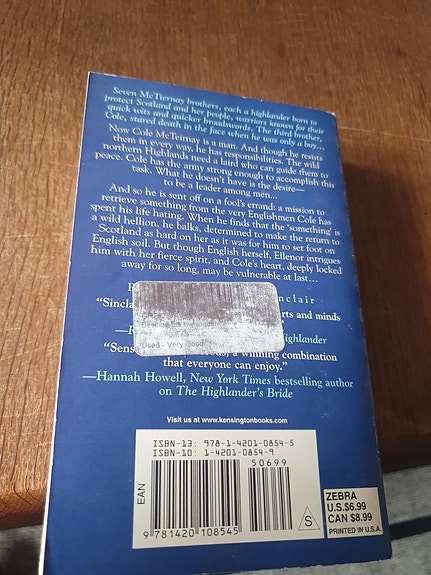 Seven McTiernay brothers, each a highlander born to
protect Scotland and her people, warriors known for their
quick wits and quicker broadswords. The third brother,
Cole, stared death in the face when he was only a boy...
Now Cole McTeirnay is a man. And though he resists
them in every way, he has responsibilities. The wild
northern Highlands need a laird who can guide them to
peace. Cole has the army strong enough to accomplish this
task. What he doesn't have is the desire—
to be a leader among men...
And so he is sent off on a fool's errand: a mission to
retrieve something from the very Englishmen Cole has
spent his life hating. When he finds that the 'something' is
a wild hellion, he balks, determined to make the return to
Scotland as hard on her as it was for him to set foot on
English soil. But though English herself, Ellenor intrigues
him with her fierce spirit, and Cole's heart, deeply locked
away for so long, may be vulnerable at last...
"Sincla
arts and minds
Used - Very Good
"Sens
a winning combination
that everyone can enjoy."
—Hannah Howell, New York Times bestselling author
on The Highlander's Bride
Visit us at www.kensingtonbooks.com
ISBN-13: 978-1-4201-0854-5
ISBN-10: 1-4201-0854-9
50699
EAN
9 781420 108545
S
ZEBRA
U.S.$6.99
CAN $8.99
PRINTED IN U.S.A.